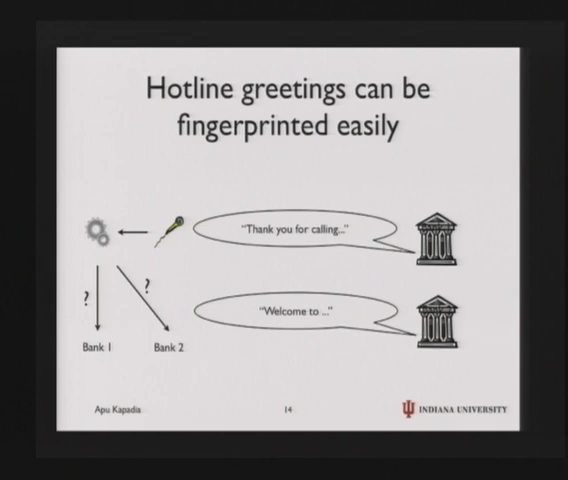 Hotline greetings can be
fingerprinted easily
"Thank you for calling..."
?
?
"Welcome to ..."
Bank 1
Bank 2
Apu Kapadia
14
INDIANA UNIVERSITY